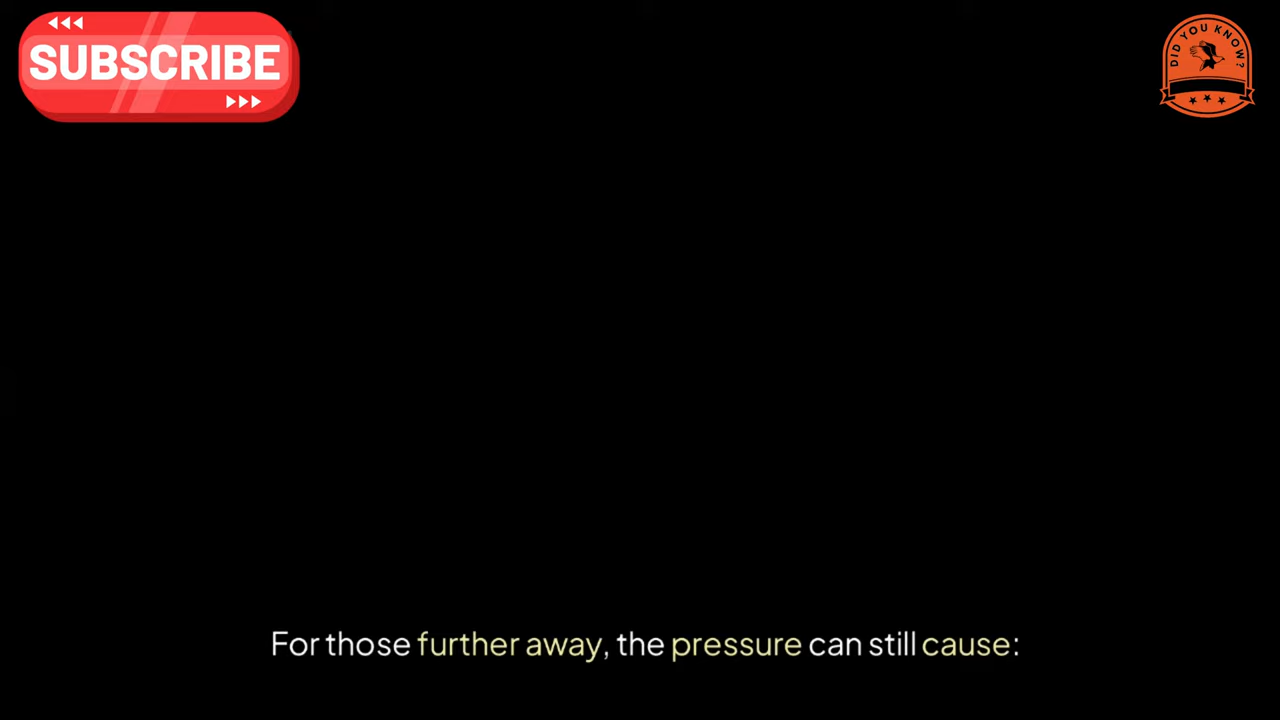 SUBSCRIBE
DID YOU KNOW?
For those further away, the pressure can still cause: